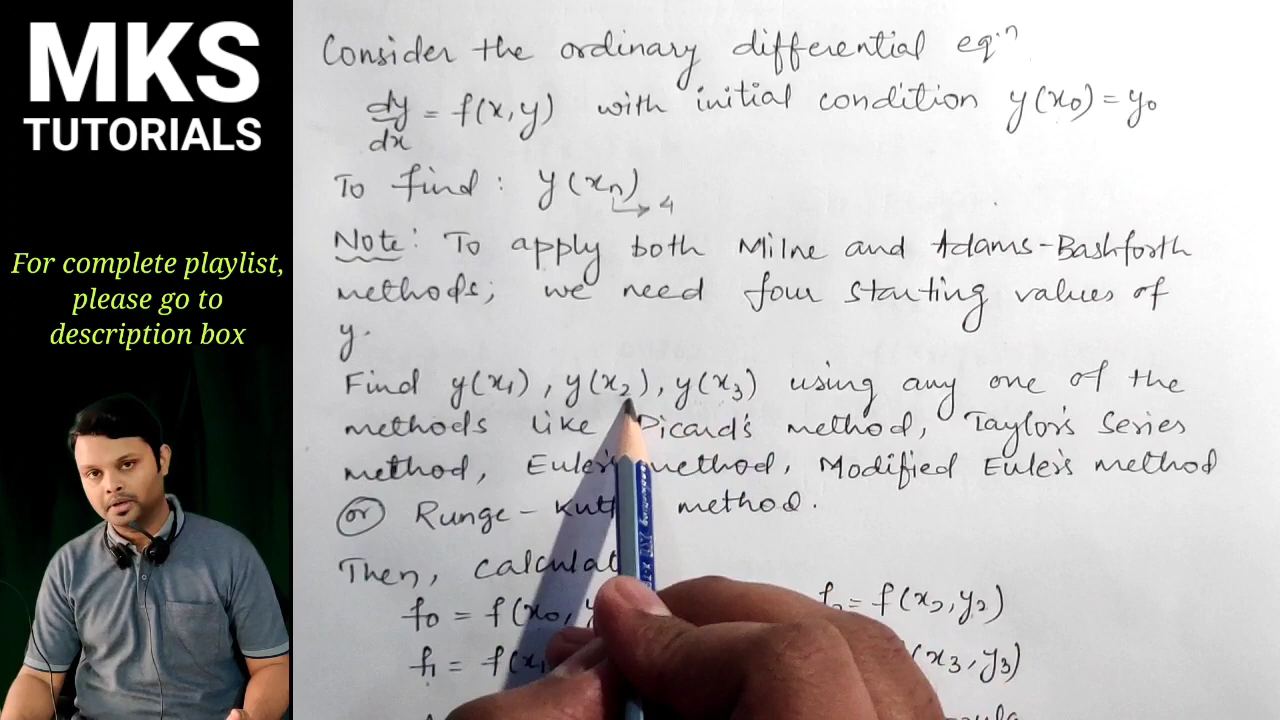 MKS
TUTORIALS
For complete playlist,
please go to
description box
Consider the ordinary differential eqn
dy/dx = f(x,y) with initial condition y(x0) = y0
To find : y(xn)
→ 4
Note: To apply both Milne and Adams-Bashforth
methods; we need four starting values of
y.
Find y(x1), y(x2), y(x3) using any one of the
methods like Picard's method, Taylor's Series
method, Euler's method, Modified Euler's method
(or) Runge - method.
Then,
f0 = f(x0, = f(x2, y2)
f1 = f(x1 (x3, y3)